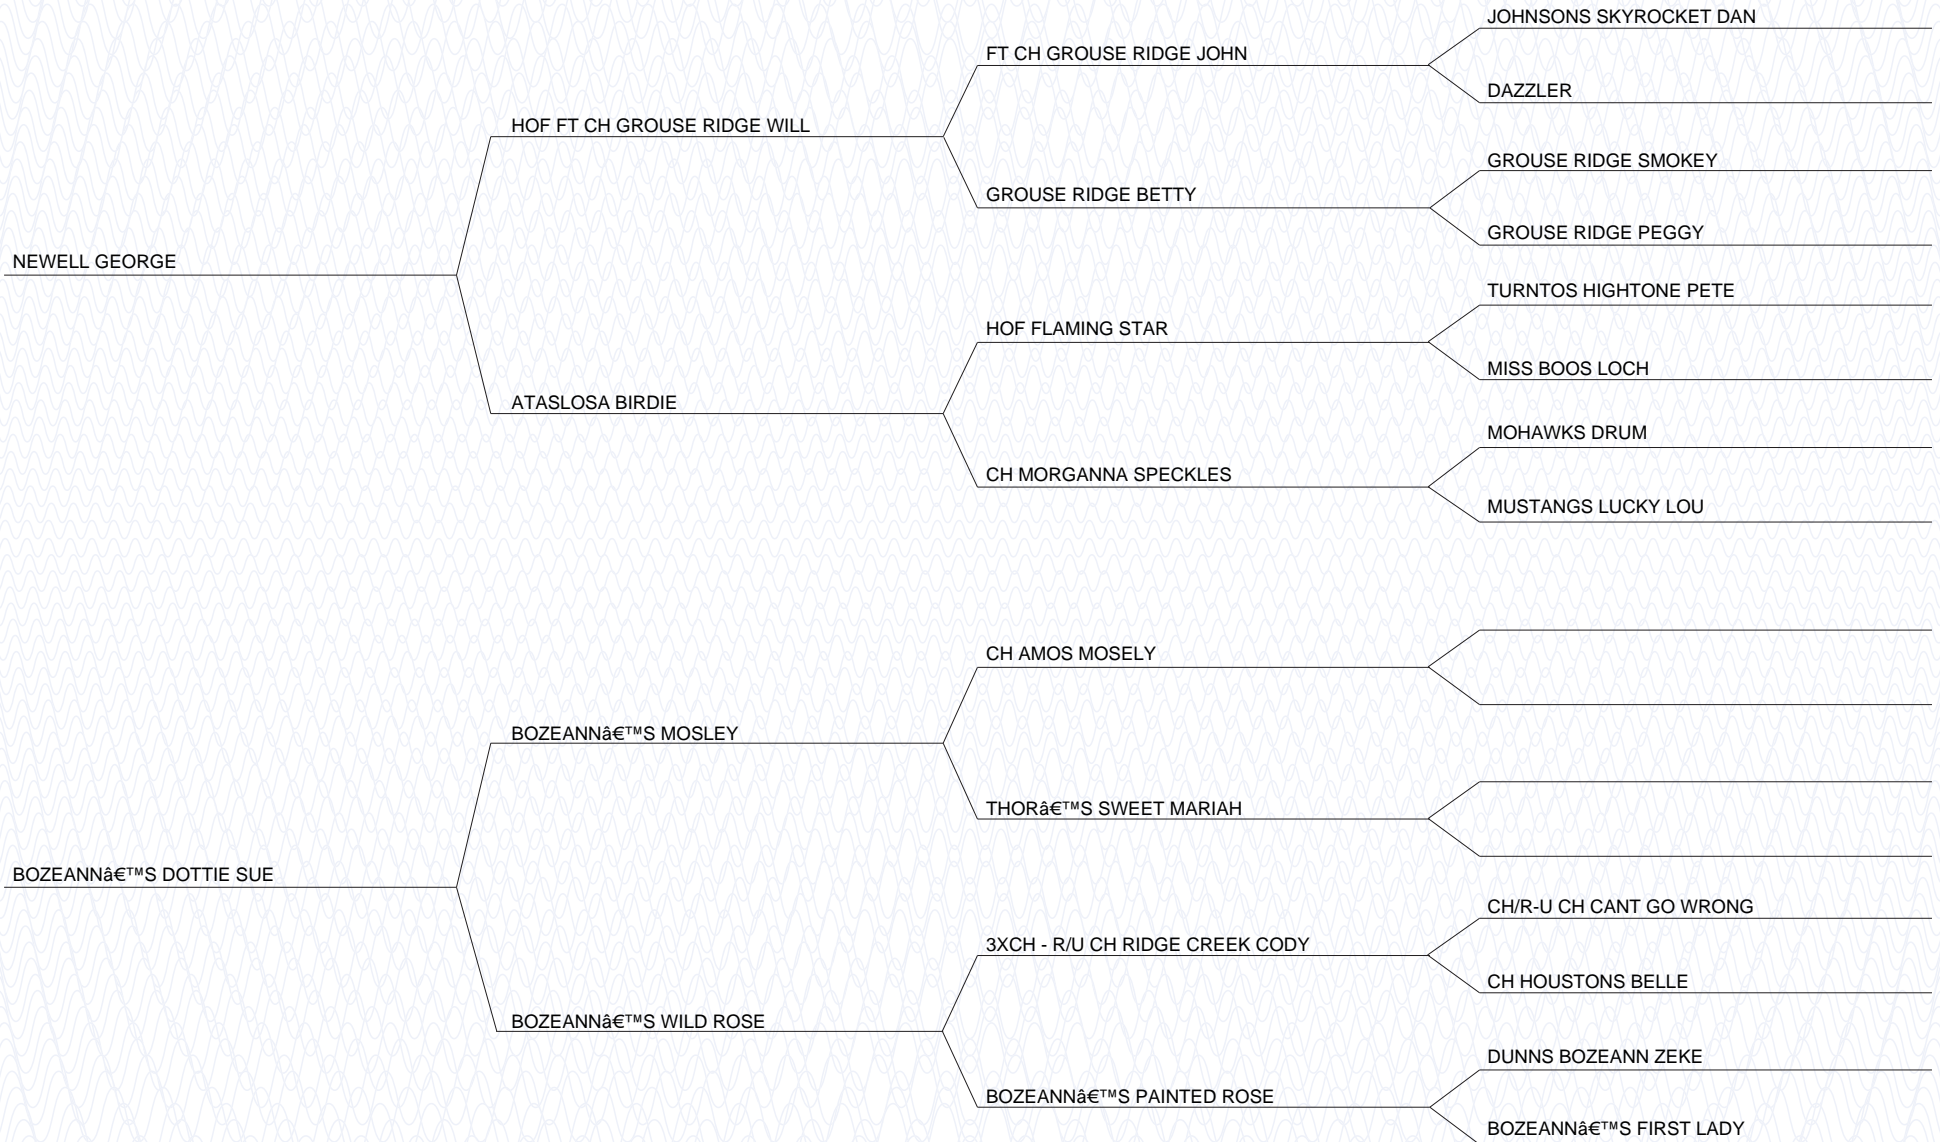 JOHNSONS SKYROCKET DAN
FT CH GROUSE RIDGE JOHN
DAZZLER
HOF FT CH GROUSE RIDGE WILL
GROUSE RIDGE SMOKEY
GROUSE RIDGE BETTY
GROUSE RIDGE PEGGY
NEWELL GEORGE
TURNTOS HIGHTONE PETE
HOF FLAMING STAR
MISS BOOS LOCH
ATASLOSA BIRDIE
MOHAWKS DRUM
CH MORGANNA SPECKLES
MUSTANGS LUCKY LOU
CH AMOS MOSELY
BOZEANNâ€™S MOSLEY
THORâ€™S SWEET MARIAH
BOZEANNâ€™S DOTTIE SUE
CH/R-U CH CANT GO WRONG
3XCH - R/U CH RIDGE CREEK CODY
CH HOUSTONS BELLE
BOZEANNâ€™S WILD ROSE
DUNNS BOZEANN ZEKE
BOZEANNâ€™S PAINTED ROSE
BOZEANNâ€™S FIRST LADY